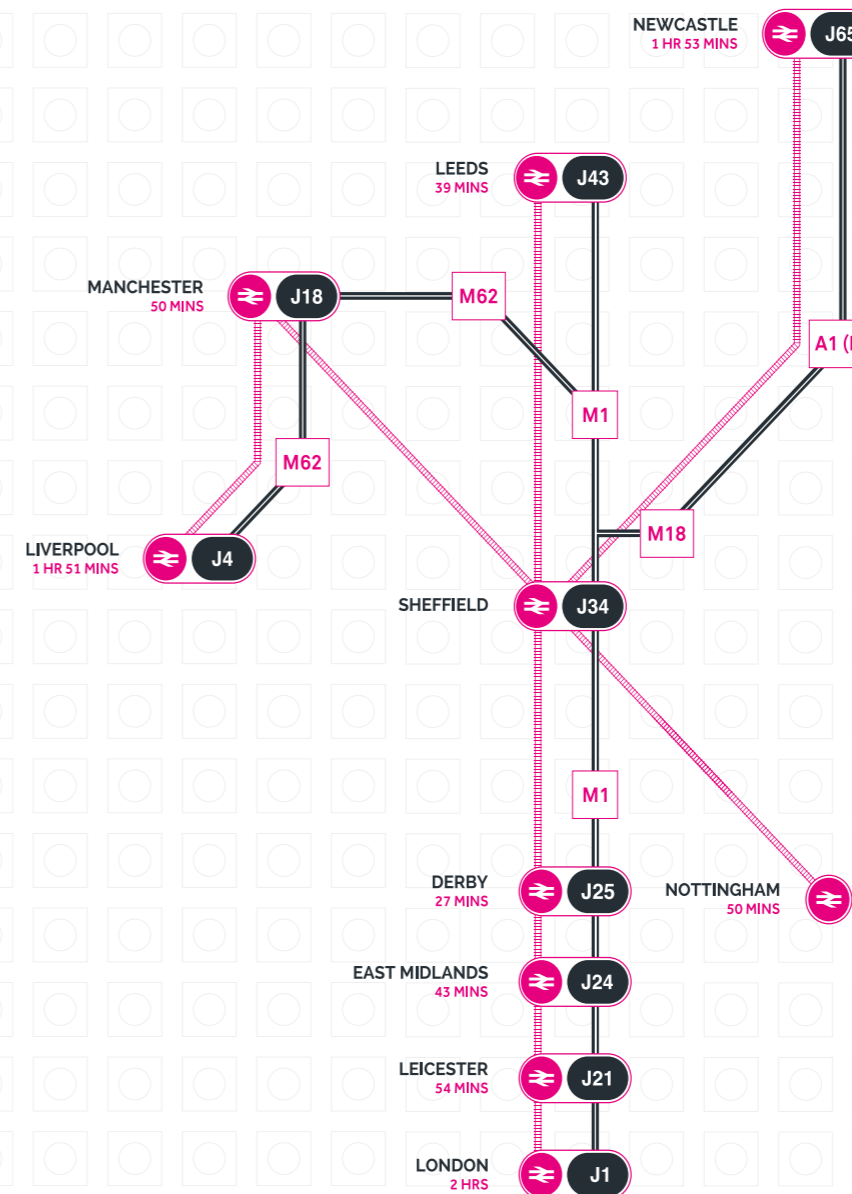 NEWCASTLE
1 HR 53 MINS
J65
LEEDS
39 MINS
J43
MANCHESTER
50 MINS
J18
M62
A1
M1
M62
M18
LIVERPOOL
1 HR 51 MINS
J4
SHEFFIELD
J34
M1
DERBY
27 MINS
J25
NOTTINGHAM
50 MINS
EAST MIDLANDS
43 MINS
J24
LEICESTER
54 MINS
J21
LONDON
2 HRS
J1